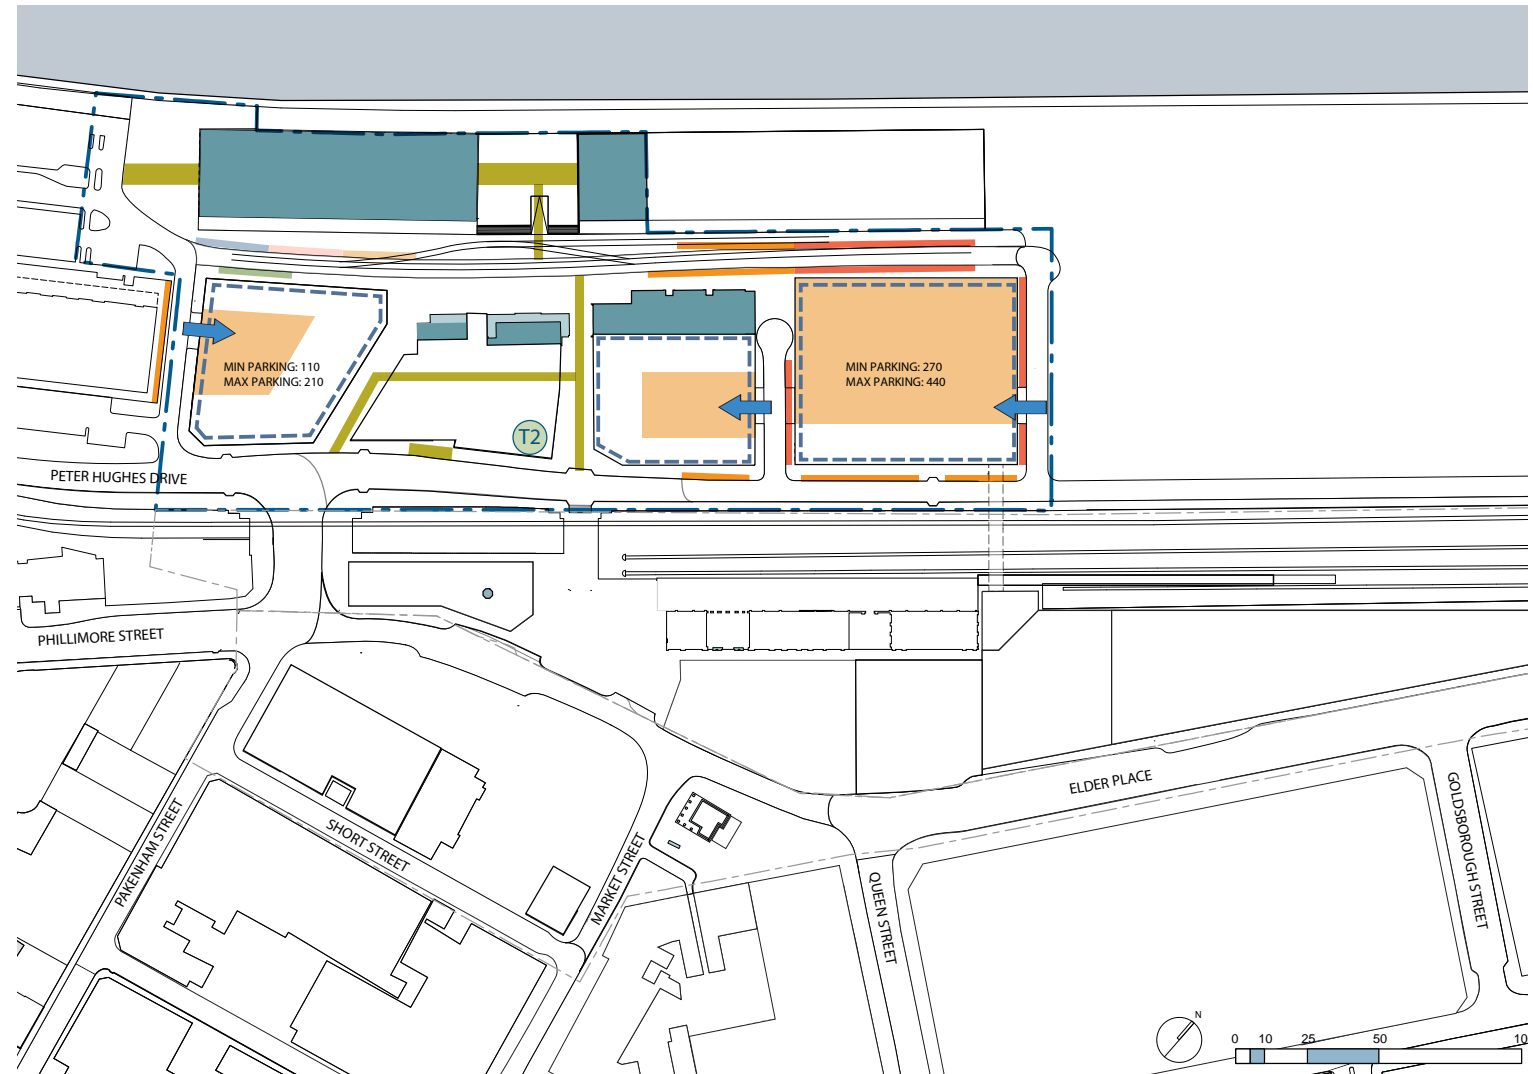 MIN PARKING: 110
MAX PARKING: 210
MIN PARKING: 270
MAX PARKING: 440
T2
PETER HUGHES DRIVE
PHILLIMORE STREET
PAKENHAM STREET
SHORT STREET
MARKET STREET
QUEEN STREET
ELDER PLACE
GOLDSBOROUGH STREET
N
0 10 25 50 10